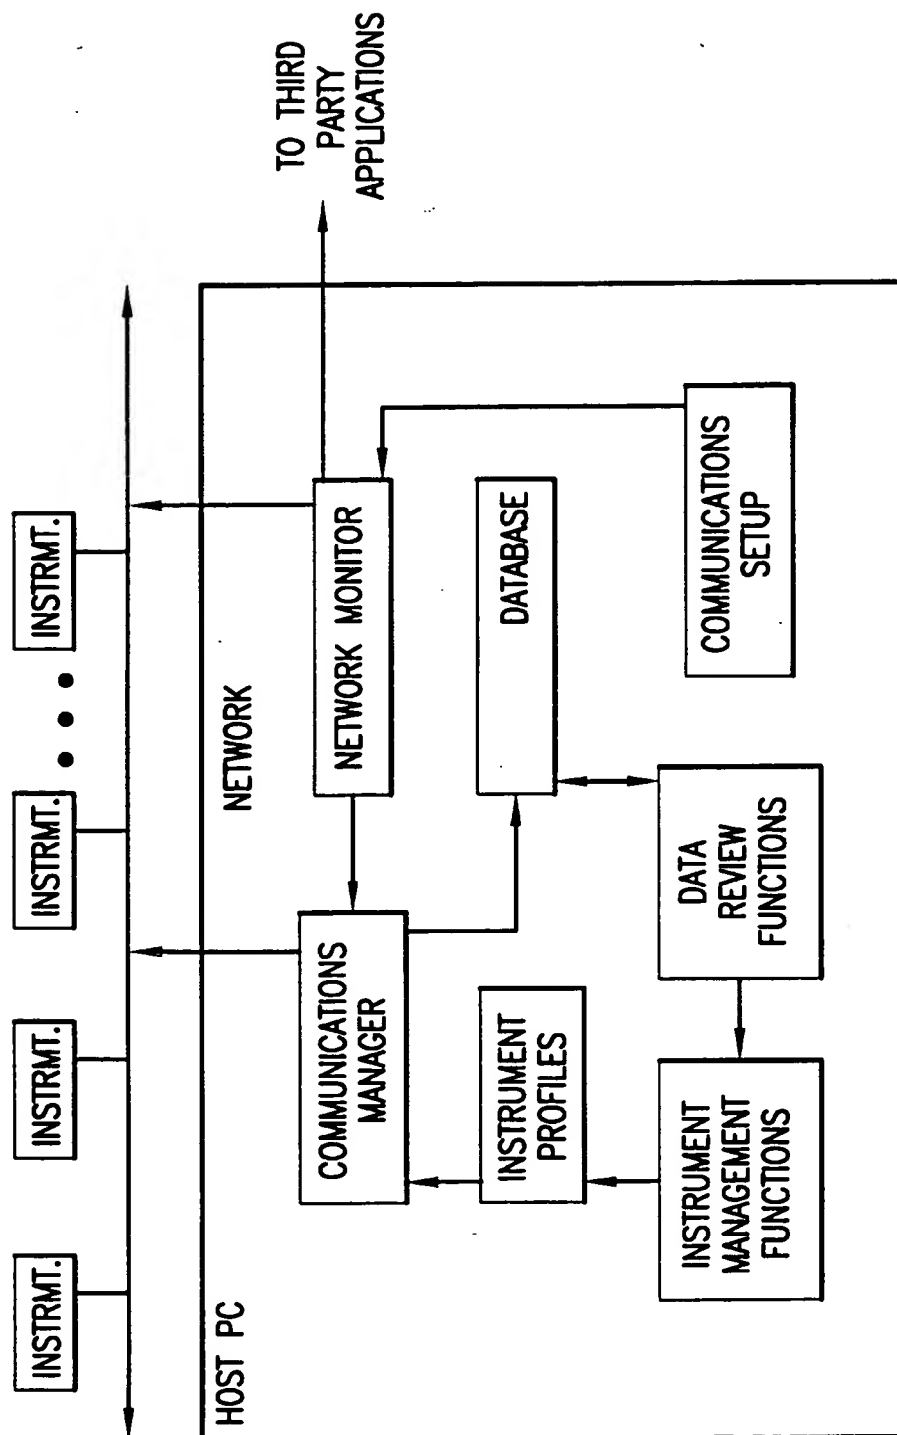 INSTRMT.
INSTRMT.
INSTRMT.
INSTRMT.
NETWORK
HOST PC
TO THIRD
PARTY
APPLICATIONS
COMMUNICATIONS
MANAGER
NETWORK MONITOR
INSTRUMENT
PROFILES
DATABASE
INSTRUMENT
MANAGEMENT
FUNCTIONS
DATA
REVIEW
FUNCTIONS
COMMUNICATIONS
SETUP